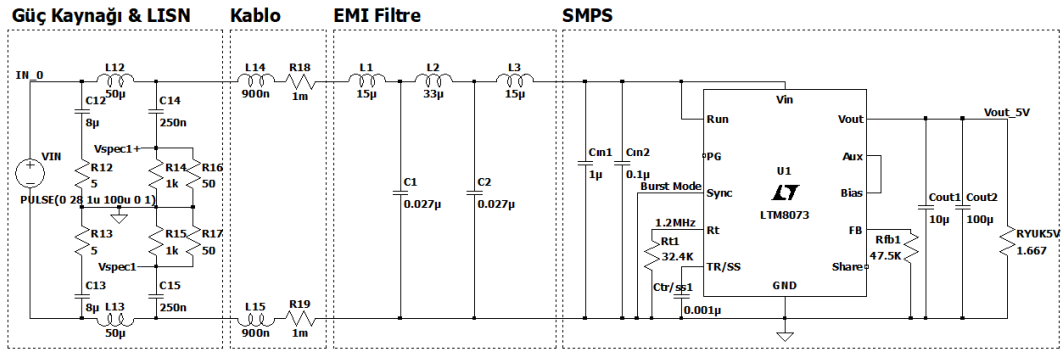 Güç Kaynağı & LISN
Kablo
EMI Filtre
SMPS
IN_0
L12
50µ
C12
8µ
C14
250n
VIN
PULSE(0 28 1u 100u 0 1)
Vspec1+
R12
5
R14
1k
R16
50
R13
5
R15
1k
R17
50
Vspec1-
C13
8µ
C15
250n
L13
50µ
L14
900n
R18
1m
L15
900n
R19
1m
L1
15µ
L2
33µ
L3
15µ
C1
0.027µ
C2
0.027µ
Cın1
1µ
Cın2
0.1µ
Burst Mode
1.2MHz
Rt1
32.4K
Ctr/ss1
0.001µ
Vin
Run
PG
Sync
Rt
TR/SS
U1
LTM8073
GND
Vout
Aux
Bias
FB
Share
Rfb1
47.5K
Vout_5V
Cout1
10µ
Cout2
100µ
RYUK5V
1.667